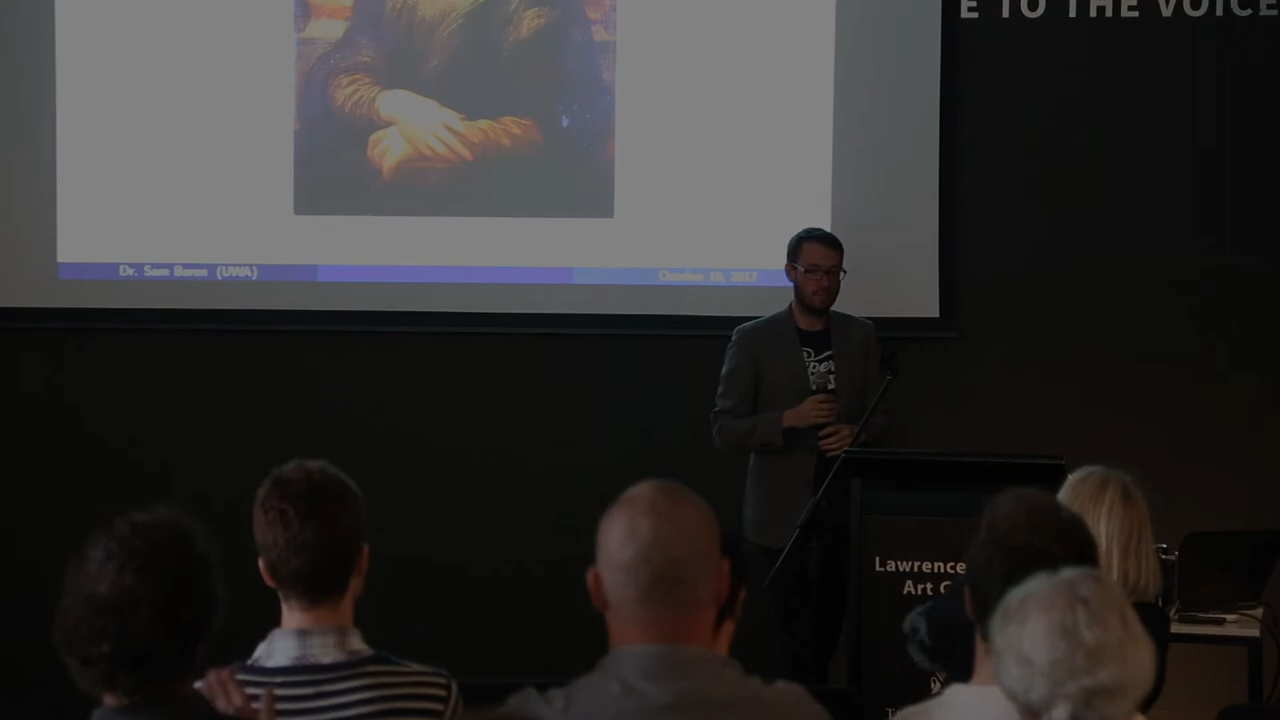 E TO THE VOICE
Dr. Sam Baron (UWA)
October 10, 2017
Lawrence
Art